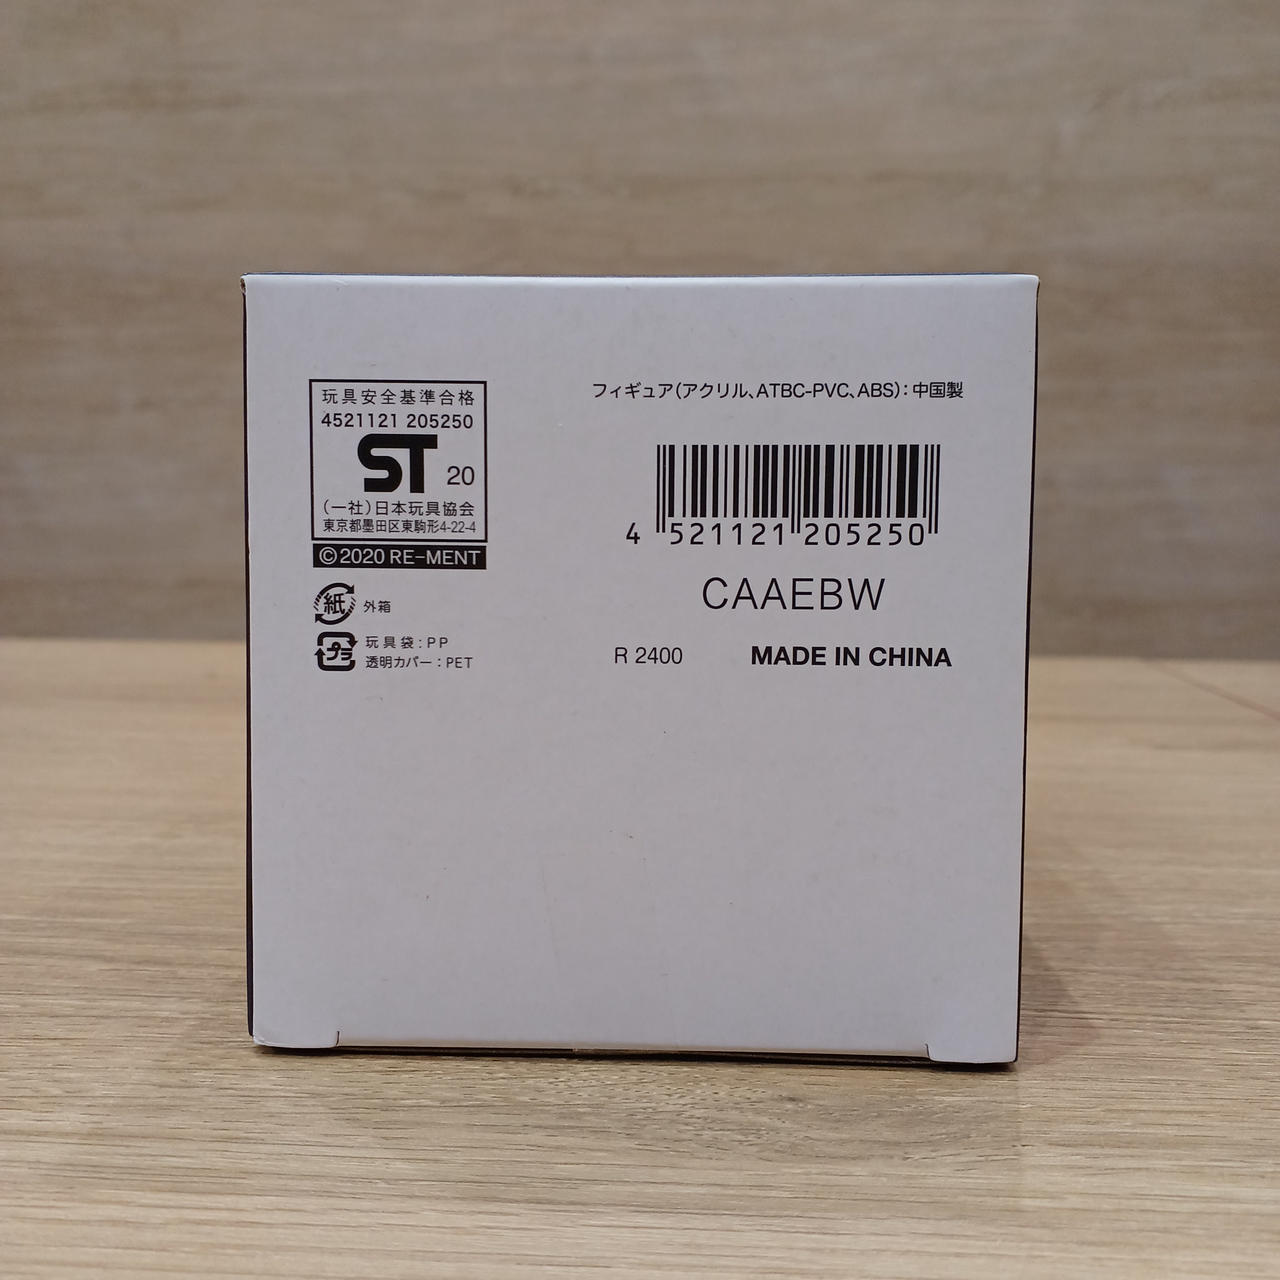 玩具安全基準合格
4521121 205250
ST 20
(一社)日本玩具協会
東京都墨田区東駒形4-22-4
©2020 RE-MENT
紙 外箱
プラ 玩具袋:PP
透明カバー:PET
フィギュア(アクリル、ATBC-PVC、ABS):中国製
4 521121 205250
CAAEBW
R 2400 MADE IN CHINA